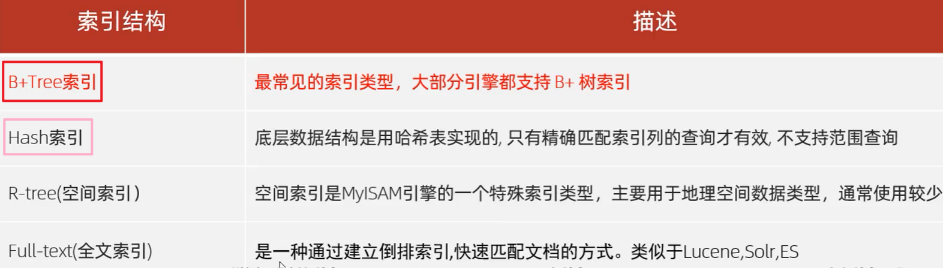 索引结构 描述
B+Tree索引 最常见的索引类型，大部分引擎都支持 B+ 树索引
Hash索引 底层数据结构是用哈希表实现的, 只有精确匹配索引列的查询才有效, 不支持范围查询
R-tree(空间索引） 空间索引是MyISAM引擎的一个特殊索引类型，主要用于地理空间数据类型，通常使用较少
Full-text(全文索引) 是一种通过建立倒排索引,快速匹配文档的方式。类似于Lucene,Solr,ES